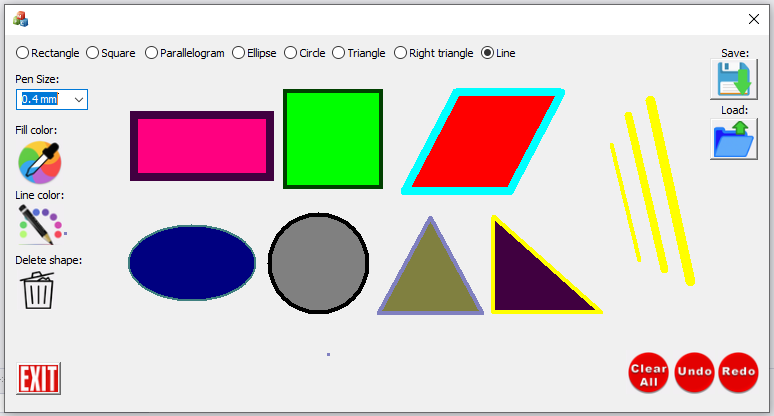 Rectangle Square Parallelogram Ellipse Circle Triangle Right triangle Line
Save:
Pen Size:
0.4 mm
Load:
Fill color:
Line color:
Delete shape:
EXIT
Clear
All
Undo
Redo